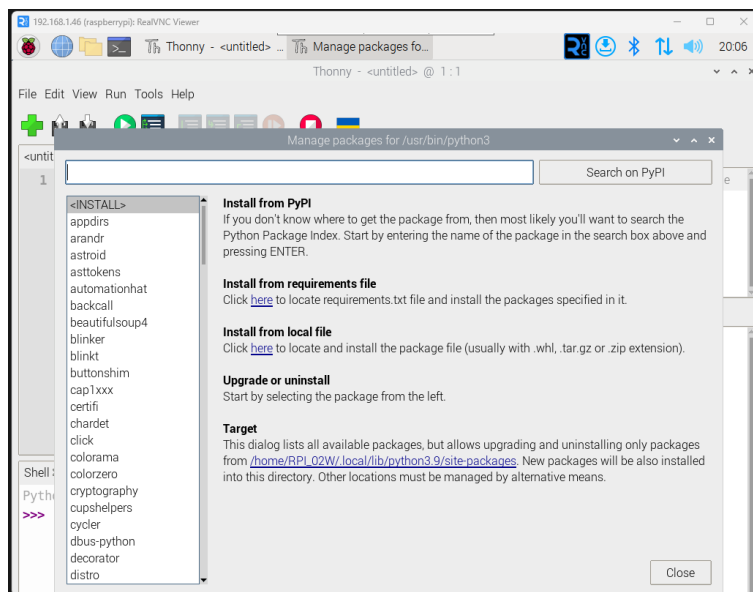 192.168.1.46 (raspberrypi): RealVNC Viewer
Thonny - <untitled> ...
Manage packages fo...
20:06
Thonny - <untitled> @ 1 : 1
File Edit View Run Tools Help
Manage packages for /usr/bin/python3
<untit
1
Search on PyPI
<INSTALL>
appdirs
arandr
astroid
asttokens
automationhat
backcall
beautifulsoup4
blinker
blinkt
buttonshim
cap1xxx
certifi
chardet
click
colorama
colorzero
cryptography
cupshelpers
cycler
dbus-python
decorator
distro
Install from PyPI
If you don't know where to get the package from, then most likely you'll want to search the
Python Package Index. Start by entering the name of the package in the search box above and
pressing ENTER.
Install from requirements file
Click here to locate requirements.txt file and install the packages specified in it.
Install from local file
Click here to locate and install the package file (usually with .whl, .tar.gz or .zip extension).
Upgrade or uninstall
Start by selecting the package from the left.
Target
This dialog lists all available packages, but allows upgrading and uninstalling only packages
from /home/RPI_02W/.local/lib/python3.9/site-packages. New packages will be also installed
into this directory. Other locations must be managed by alternative means.
Close
Shell
Pytho
>>>